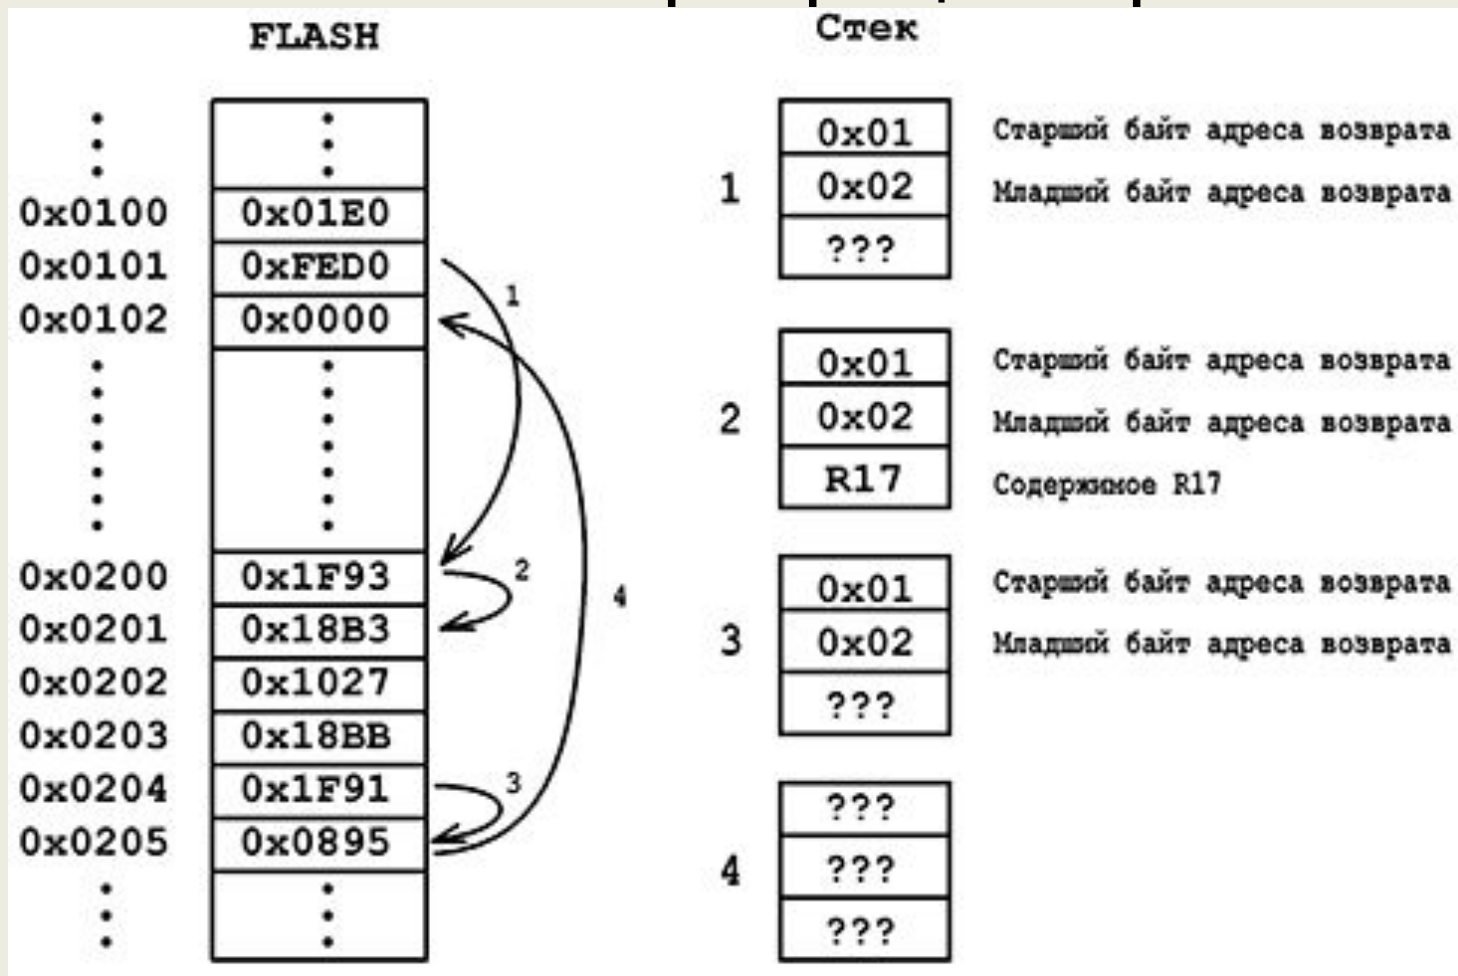 FLASH
0x0100 0x01E0
0x0101 0xFED0
0x0102 0x0000
0x0200 0x1F93
0x0201 0x18B3
0x0202 0x1027
0x0203 0x18BB
0x0204 0x1F91
0x0205 0x0895
1
2
3
4
Стек
1
0x01 Старший байт адреса возврата
0x02 Младший байт адреса возврата
???
2
0x01 Старший байт адреса возврата
0x02 Младший байт адреса возврата
R17 Содержимое R17
3
0x01 Старший байт адреса возврата
0x02 Младший байт адреса возврата
???
4
???
???
???